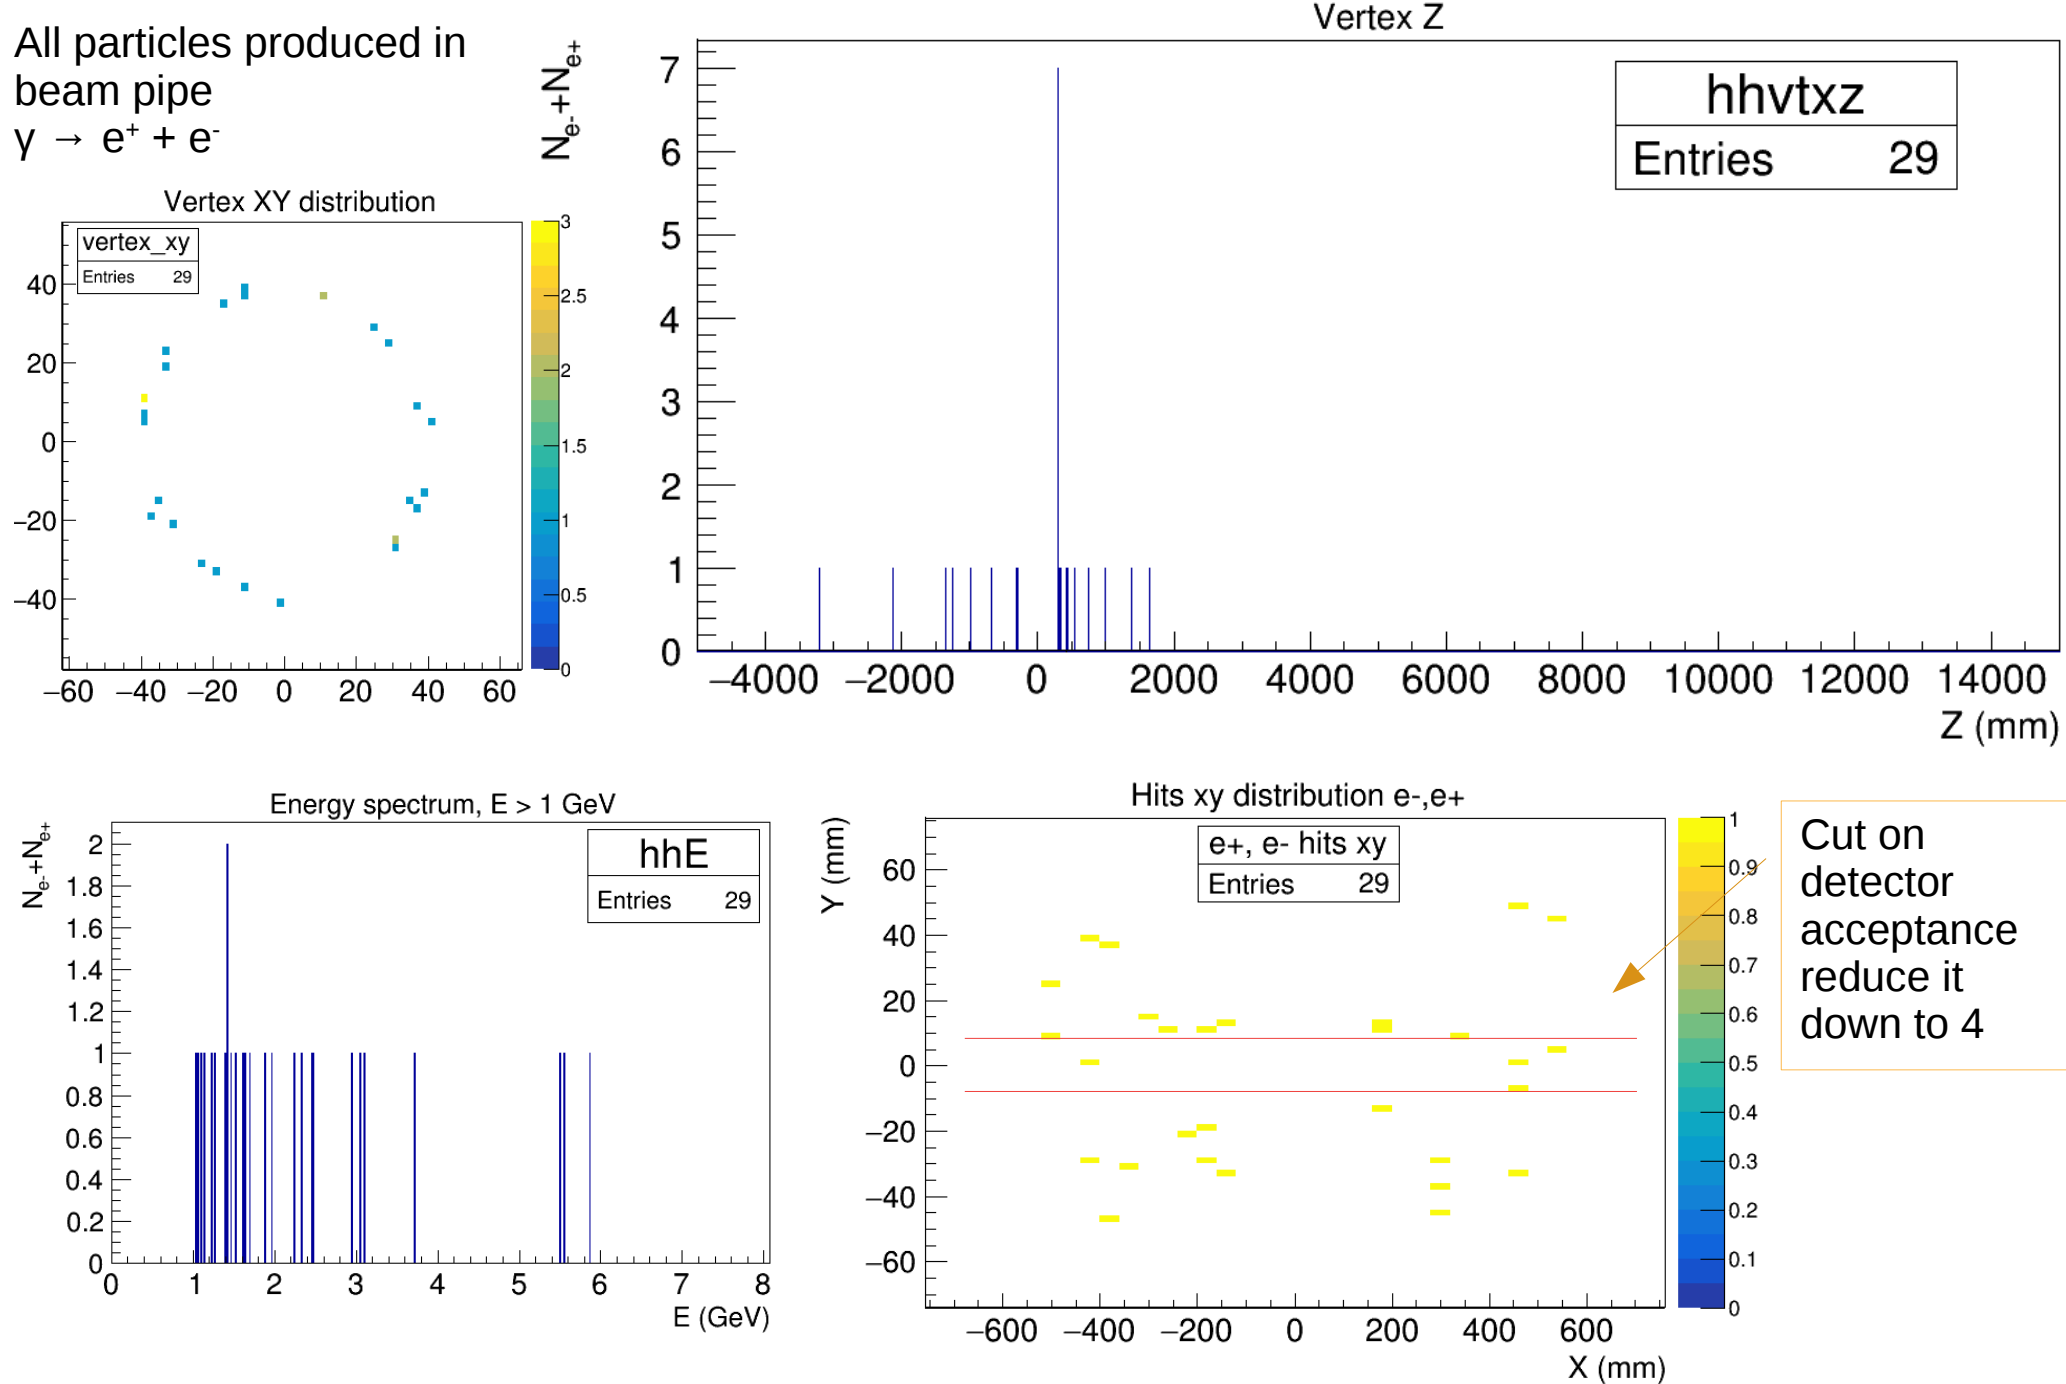 All particles produced in
beam pipe
γ → e⁺ + e⁻
Vertex XY distribution
vertex_xy
Entries 29
40
20
0
−20
−40
−60 −40 −20 0 20 40 60
3
2.5
2
1.5
1
0.5
0
Vertex Z
N_e-+N_e+
hhvtxz
Entries 29
7
6
5
4
3
2
1
0
−4000 −2000 0 2000 4000 6000 8000 10000 12000 14000
Z (mm)
Energy spectrum, E > 1 GeV
N_e-+N_e+
hhE
Entries 29
2
1.8
1.6
1.4
1.2
1
0.8
0.6
0.4
0.2
0
0 1 2 3 4 5 6 7 8
E (GeV)
Hits xy distribution e-,e+
Y (mm)
e+, e- hits xy
Entries 29
60
40
20
0
−20
−40
−60
−600 −400 −200 0 200 400 600
X (mm)
1
0.9
0.8
0.7
0.6
0.5
0.4
0.3
0.2
0.1
0
Cut on
detector
acceptance
reduce it
down to 4